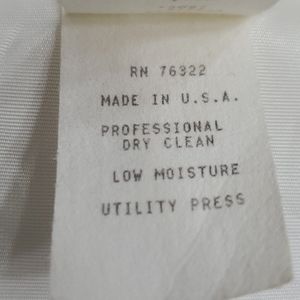 RN 76322
MADE IN U.S.A.
PROFESSIONAL
DRY CLEAN
LOW MOISTURE
UTILITY PRESS